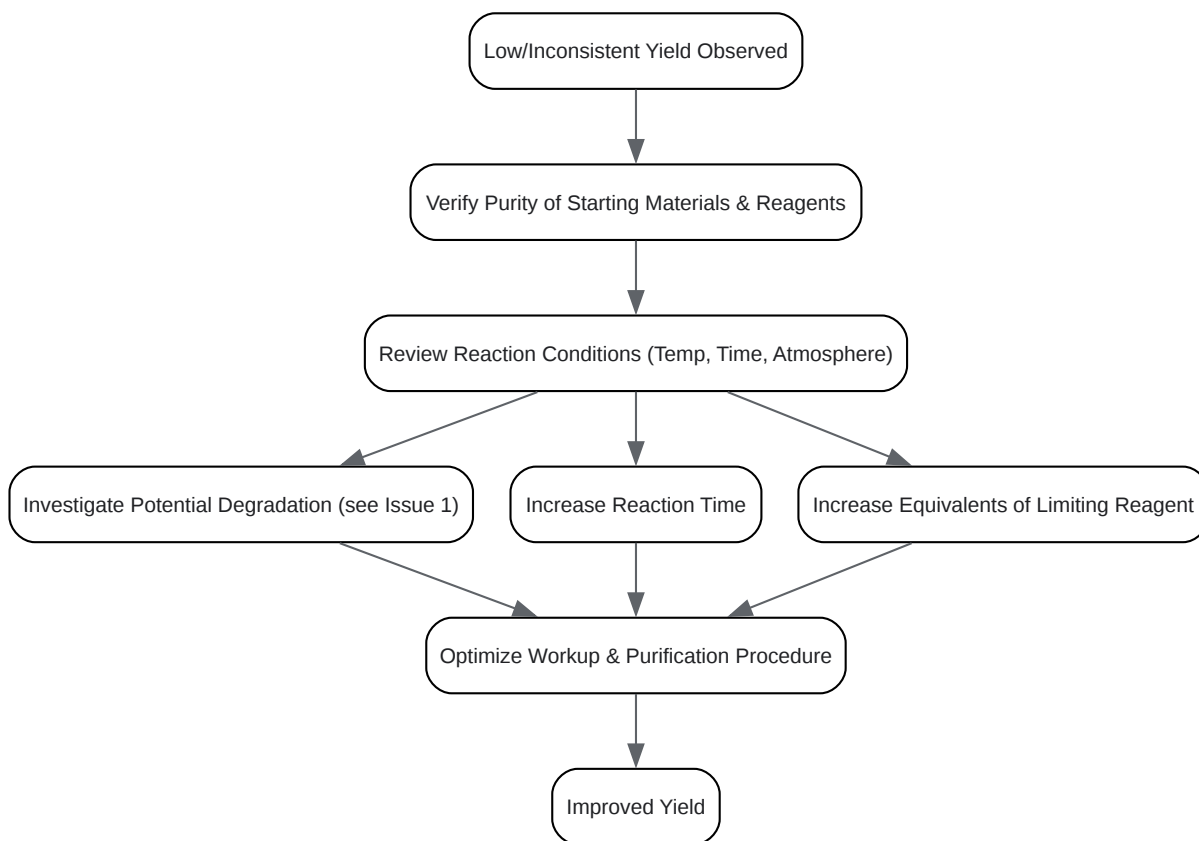 Low/Inconsistent Yield Observed
Verify Purity of Starting Materials & Reagents
Review Reaction Conditions (Temp, Time, Atmosphere)
Investigate Potential Degradation (see Issue 1)
Increase Reaction Time
Increase Equivalents of Limiting Reagent
Optimize Workup & Purification Procedure
Improved Yield